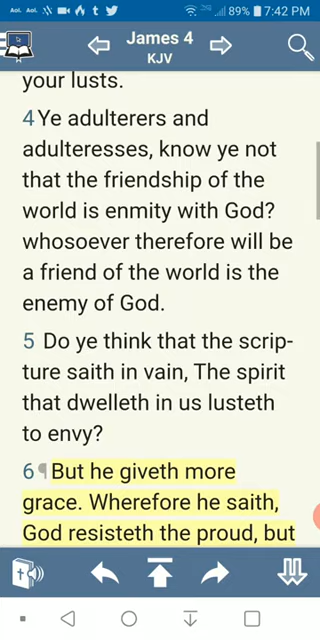 Aol. Aol. 89% 7:42 PM
James 4
KJV
your lusts.
4 Ye adulterers and
adulteresses, know ye not
that the friendship of the
world is enmity with God?
whosoever therefore will be
a friend of the world is the
enemy of God.
5 Do ye think that the scrip-
ture saith in vain, The spirit
that dwelleth in us lusteth
to envy?
6 ¶ But he giveth more
grace. Wherefore he saith,
God resisteth the proud, but